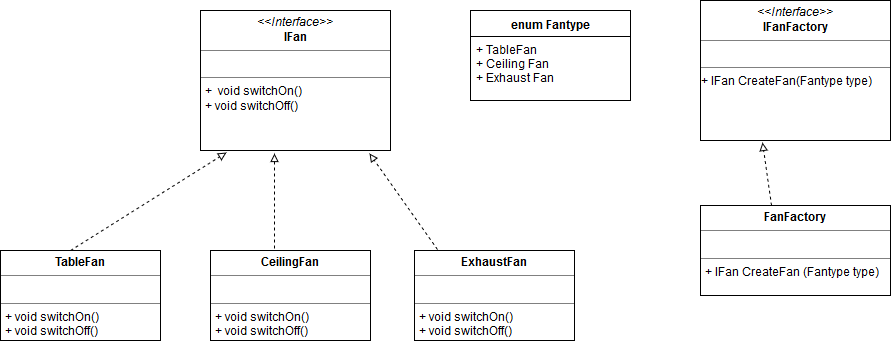 <<Interface>>
IFan
+ void switchOn()
+ void switchOff()
enum Fantype
+ TableFan
+ Ceiling Fan
+ Exhaust Fan
<<Interface>>
IFanFactory
+ IFan CreateFan(Fantype type)
TableFan
+ void switchOn()
+ void switchOff()
CeilingFan
+ void switchOn()
+ void switchOff()
ExhaustFan
+ void switchOn()
+ void switchOff()
FanFactory
+ IFan CreateFan (Fantype type)